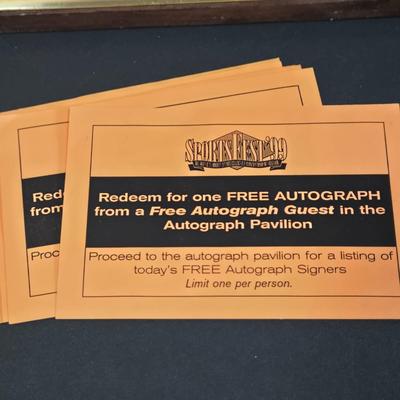 SPORTSFEST '99
Redeem for one FREE AUTOGRAPH
from a Free Autograph Guest in the
Autograph Pavilion
Proceed to the autograph pavilion for a listing of
today's FREE Autograph Signers
Limit one per person.
Rede
from
Proc